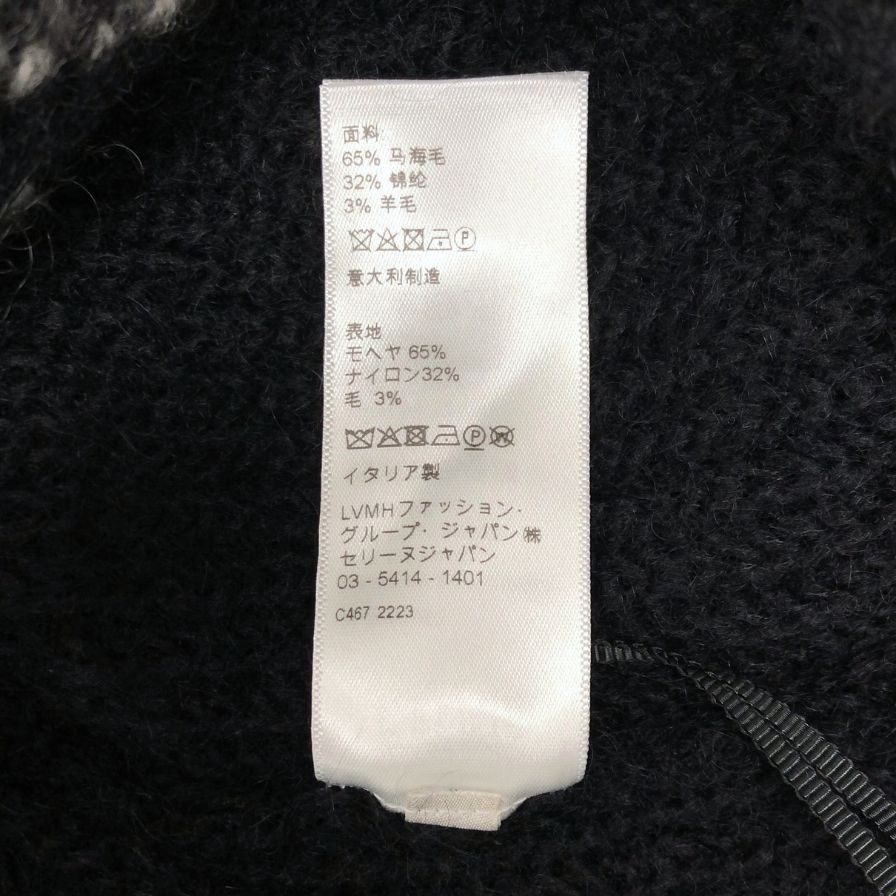 面料
65% 马海毛
32% 锦纶
3% 羊毛
P
意大利制造
表地
モヘヤ 65%
ナイロン32%
毛 3%
P W
イタリア製
LVMHファッション・
グループ・ジャパン㈱
セリーヌジャパン
03 - 5414 - 1401
C467 2223